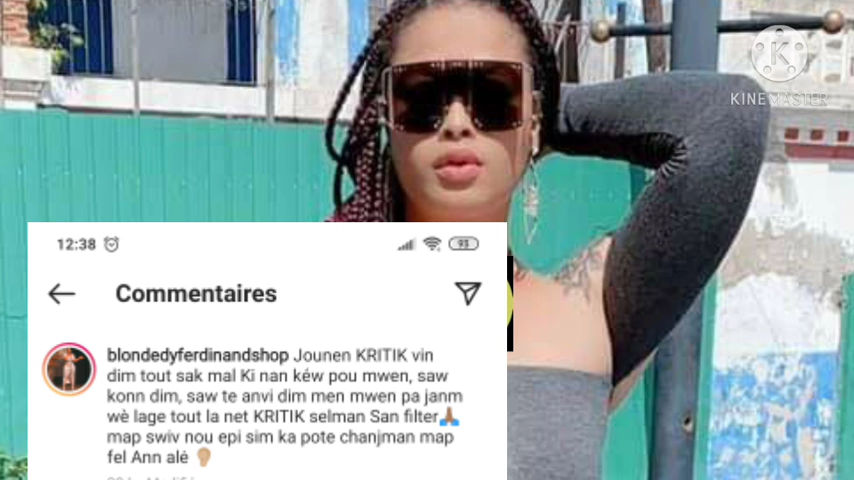 KINEMASTER
12:38
93
Commentaires
blondedyferdinandshop Jounen KRITIK vin
dim tout sak mal Ki nan kéw pou mwen, saw
konn dim, saw te anvi dim men mwen pa janm
wè lage tout la net KRITIK selman San filter🙏🏾
map swiv nou epi sim ka pote chanjman map
fel Ann alé 👂🏼